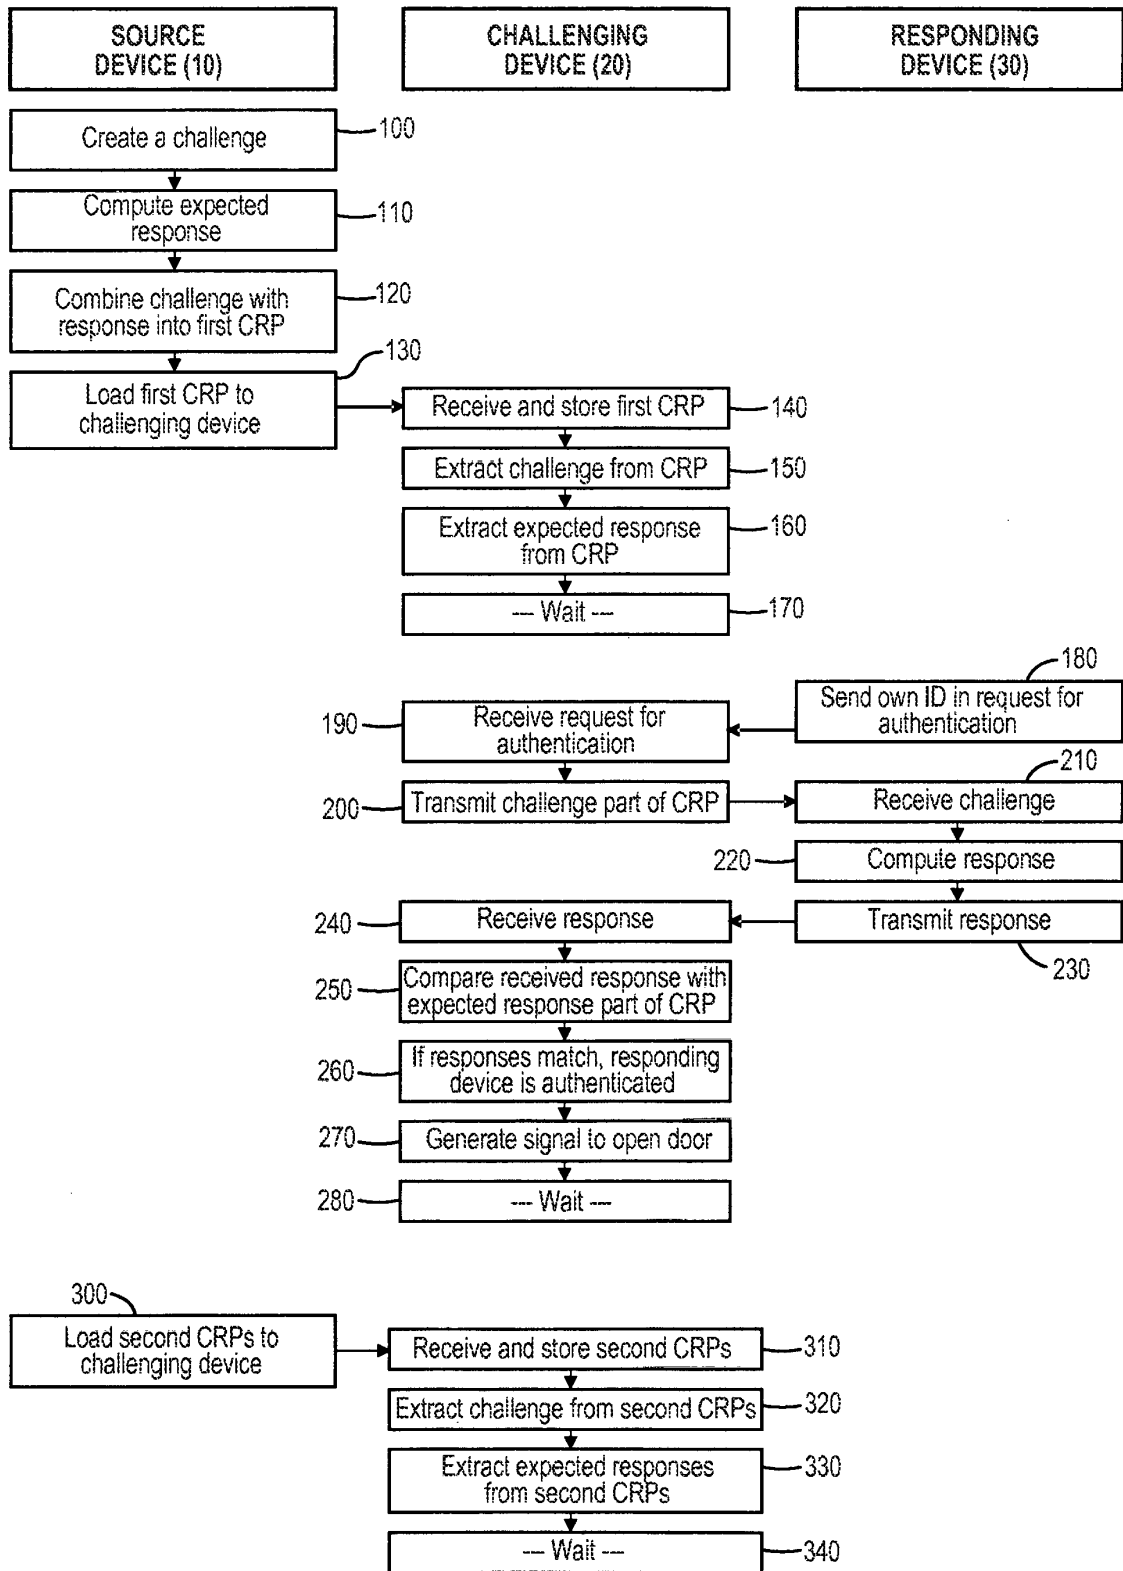 SOURCE
DEVICE (10)
CHALLENGING
DEVICE (20)
RESPONDING
DEVICE (30)
Create a challenge
100
Compute expected
response
110
Combine challenge with
response into first CRP
120
130
Load first CRP to
challenging device
Receive and store first CRP
140
Extract challenge from CRP
150
Extract expected response
from CRP
160
--- Wait ---
170
180
Send own ID in request for
authentication
190
Receive request for
authentication
210
200
Transmit challenge part of CRP
Receive challenge
220
Compute response
240
Receive response
Transmit response
230
250
Compare received response with
expected response part of CRP
260
If responses match, responding
device is authenticated
270
Generate signal to open door
280
--- Wait ---
300
Load second CRPs to
challenging device
Receive and store second CRPs
310
Extract challenge from second CRPs
320
Extract expected responses
from second CRPs
330
--- Wait ---
340